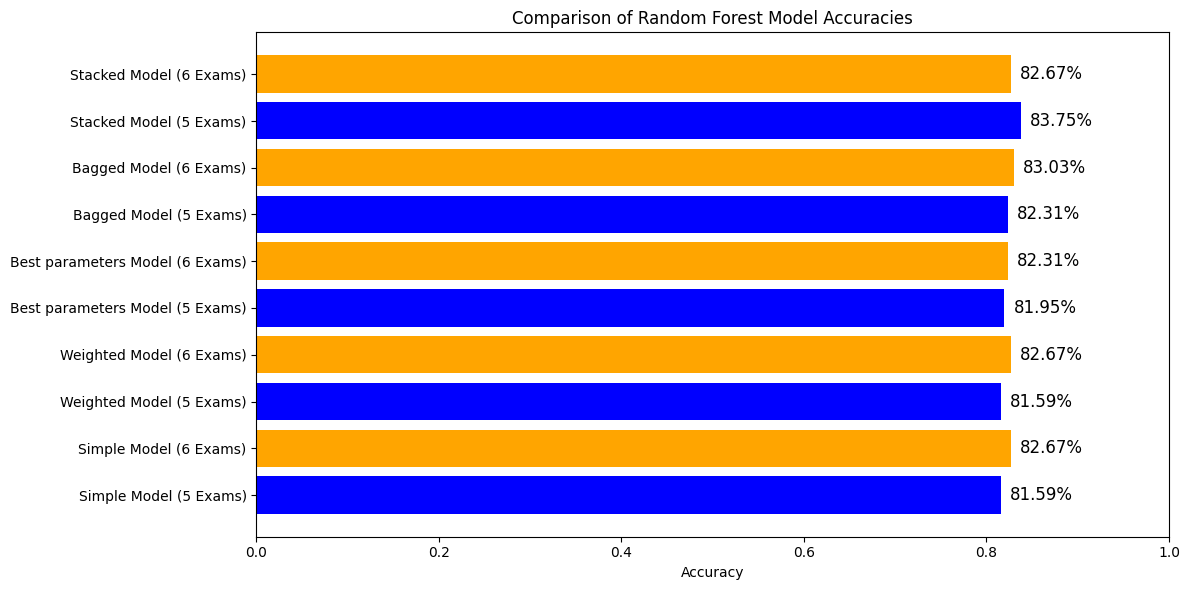 Comparison of Random Forest Model Accuracies
Stacked Model (6 Exams) 82.67%
Stacked Model (5 Exams) 83.75%
Bagged Model (6 Exams) 83.03%
Bagged Model (5 Exams) 82.31%
Best parameters Model (6 Exams) 82.31%
Best parameters Model (5 Exams) 81.95%
Weighted Model (6 Exams) 82.67%
Weighted Model (5 Exams) 81.59%
Simple Model (6 Exams) 82.67%
Simple Model (5 Exams) 81.59%
0.0 0.2 0.4 0.6 0.8 1.0
Accuracy